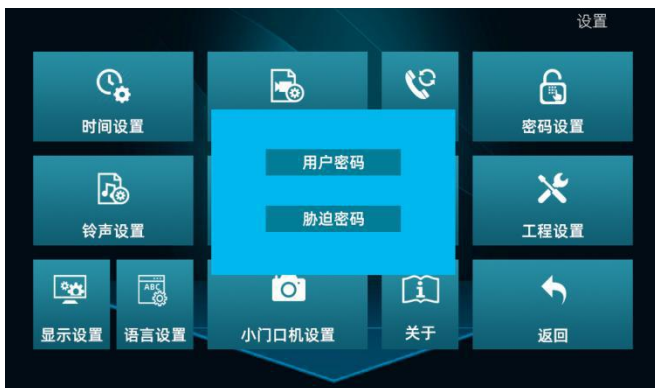 设置
时间设置
密码设置
用户密码
铃声设置
胁迫密码
工程设置
ABC
显示设置
语言设置
小门口机设置
关于
返回